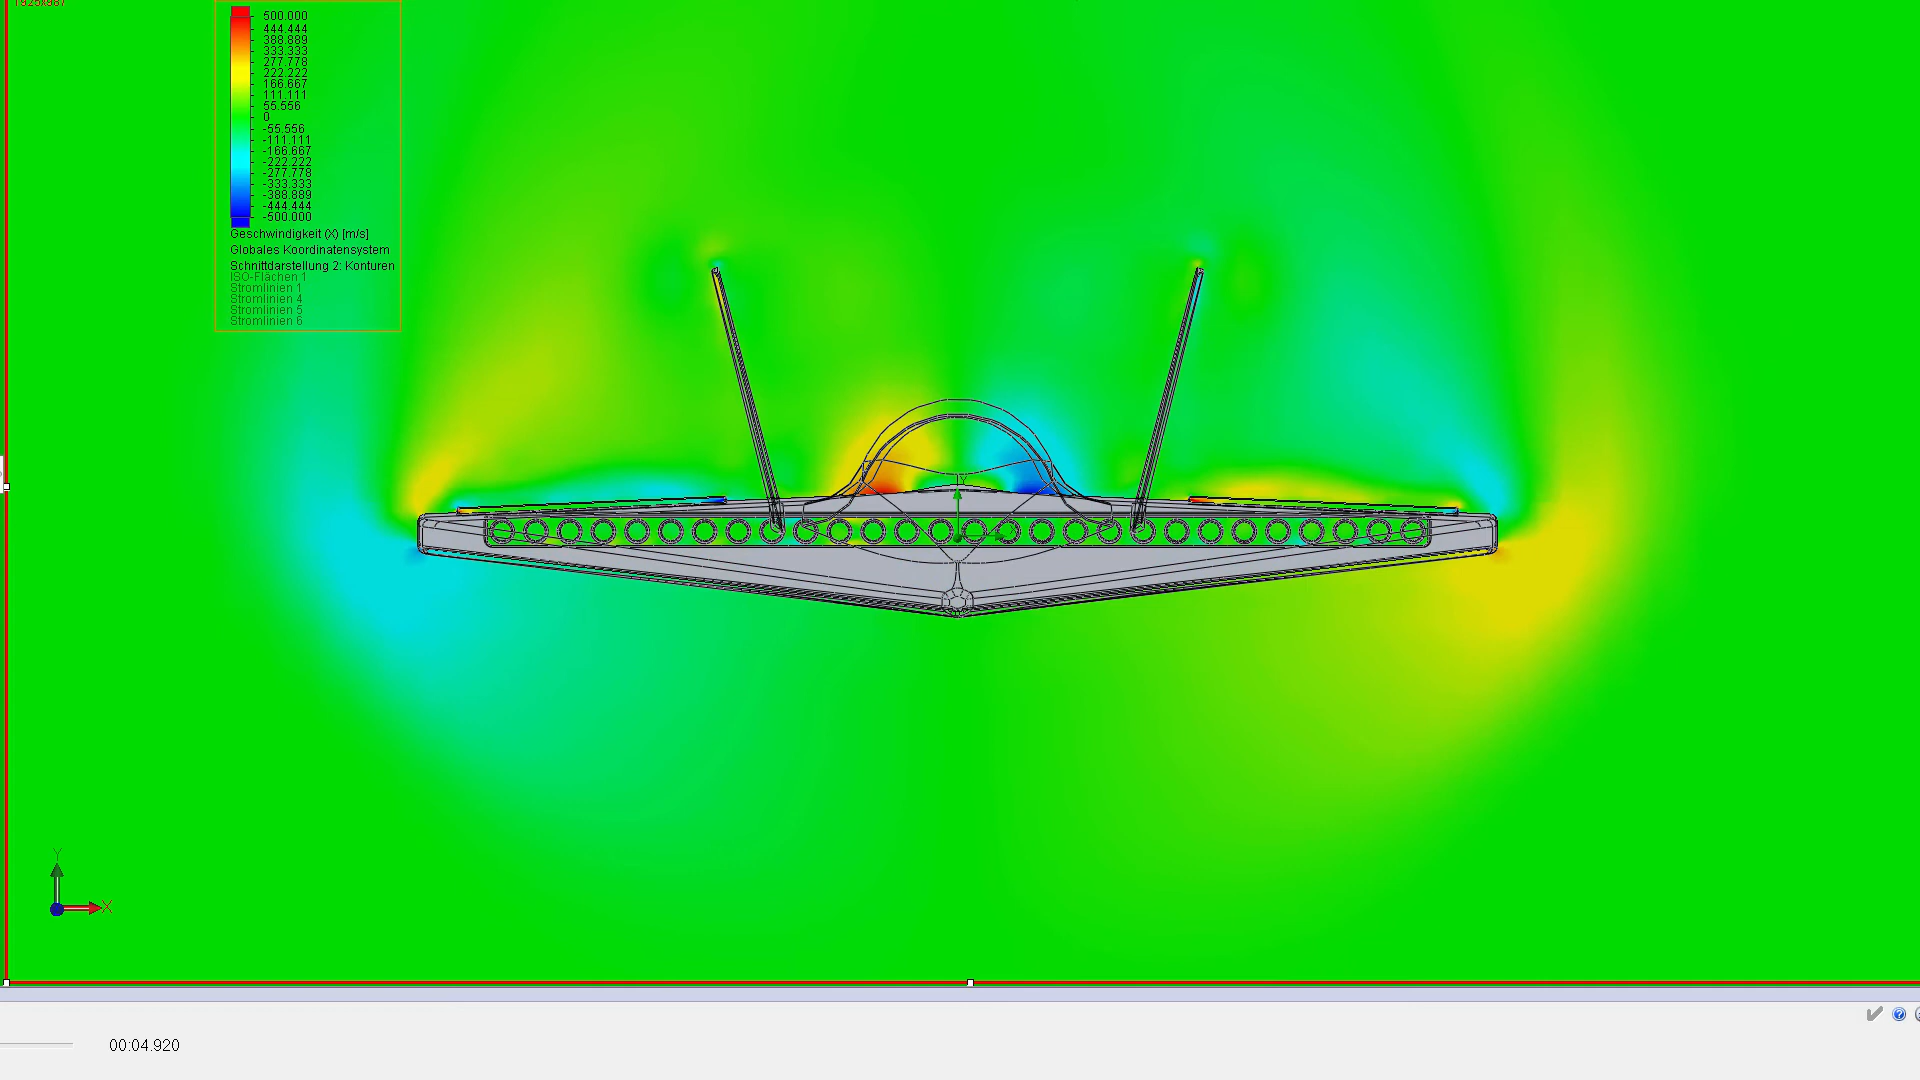 1925x987
500.000
444.444
388.889
333.333
277.778
222.222
166.667
111.111
55.556
0
-55.556
-111.111
-166.667
-222.222
-277.778
-333.333
-388.889
-444.444
-500.000
Geschwindigkeit (X) [m/s]
Globales Koordinatensystem
Schnittdarstellung 2: Konturen
ISO-Flächen 1
Stromlinien 1
Stromlinien 4
Stromlinien 5
Stromlinien 6
Y
Y
X
00:04.920